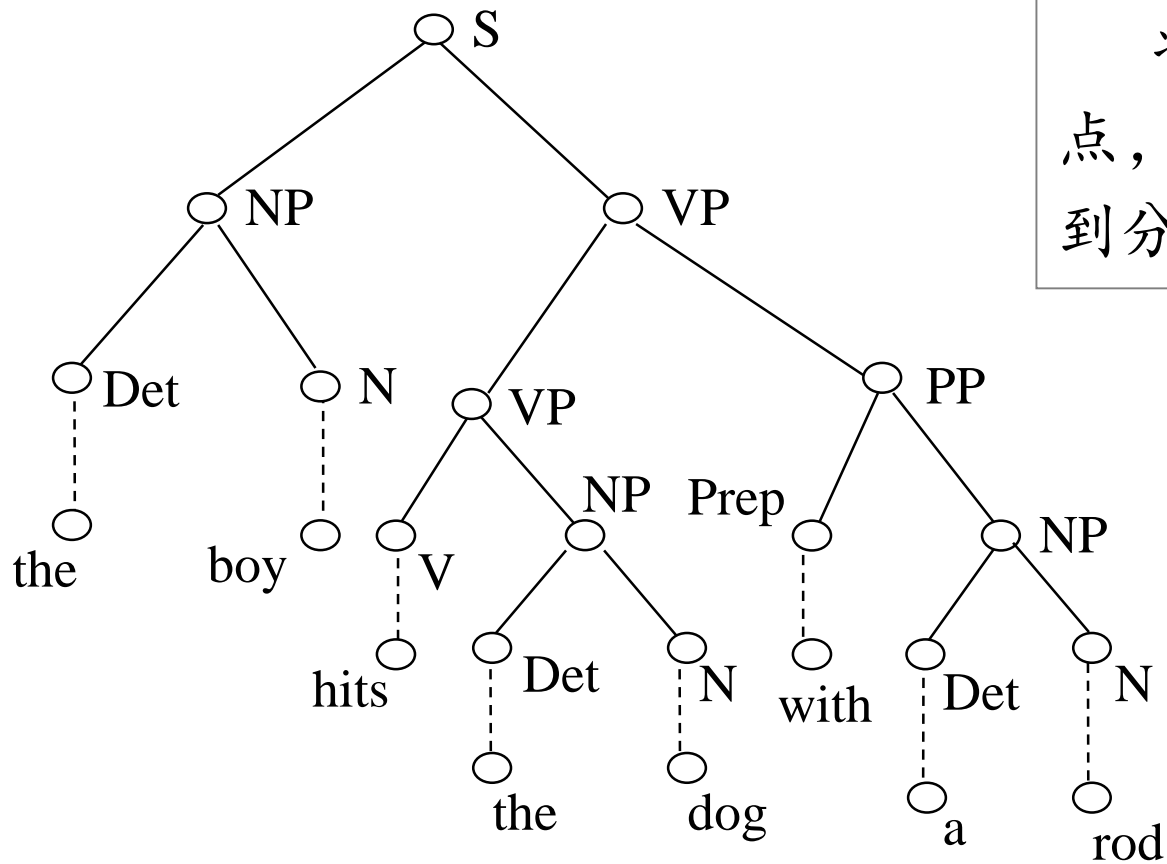 S
点，
到分
NP VP
Det N VP PP
NP Prep
the boy V NP
hits Det N with Det N
the dog a rod